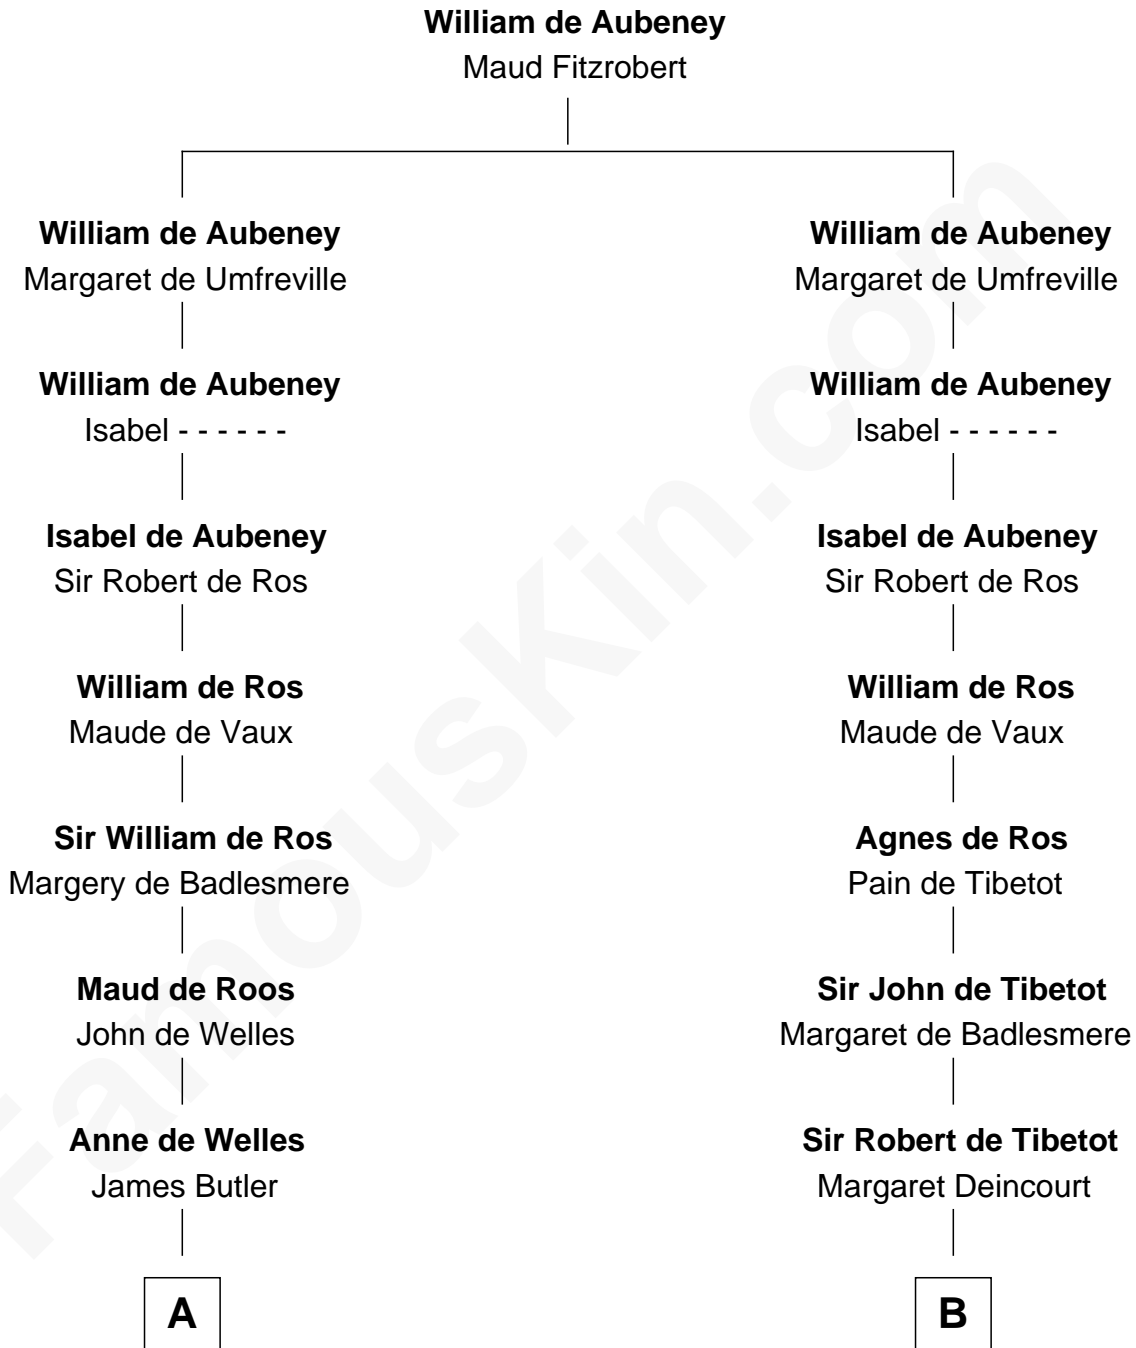 William de Aubeney
Maud Fitzrobert
William de Aubeney
Margaret de Umfreville
William de Aubeney
Isabel - - - - - -
Isabel de Aubeney
Sir Robert de Ros
William de Ros
Maude de Vaux
Sir William de Ros
Margery de Badlesmere
Maud de Roos
John de Welles
Anne de Welles
James Butler
A
William de Aubeney
Margaret de Umfreville
William de Aubeney
Isabel - - - - - -
Isabel de Aubeney
Sir Robert de Ros
William de Ros
Maude de Vaux
Agnes de Ros
Pain de Tibetot
Sir John de Tibetot
Margaret de Badlesmere
Sir Robert de Tibetot
Margaret Deincourt
B
FamousKin.com